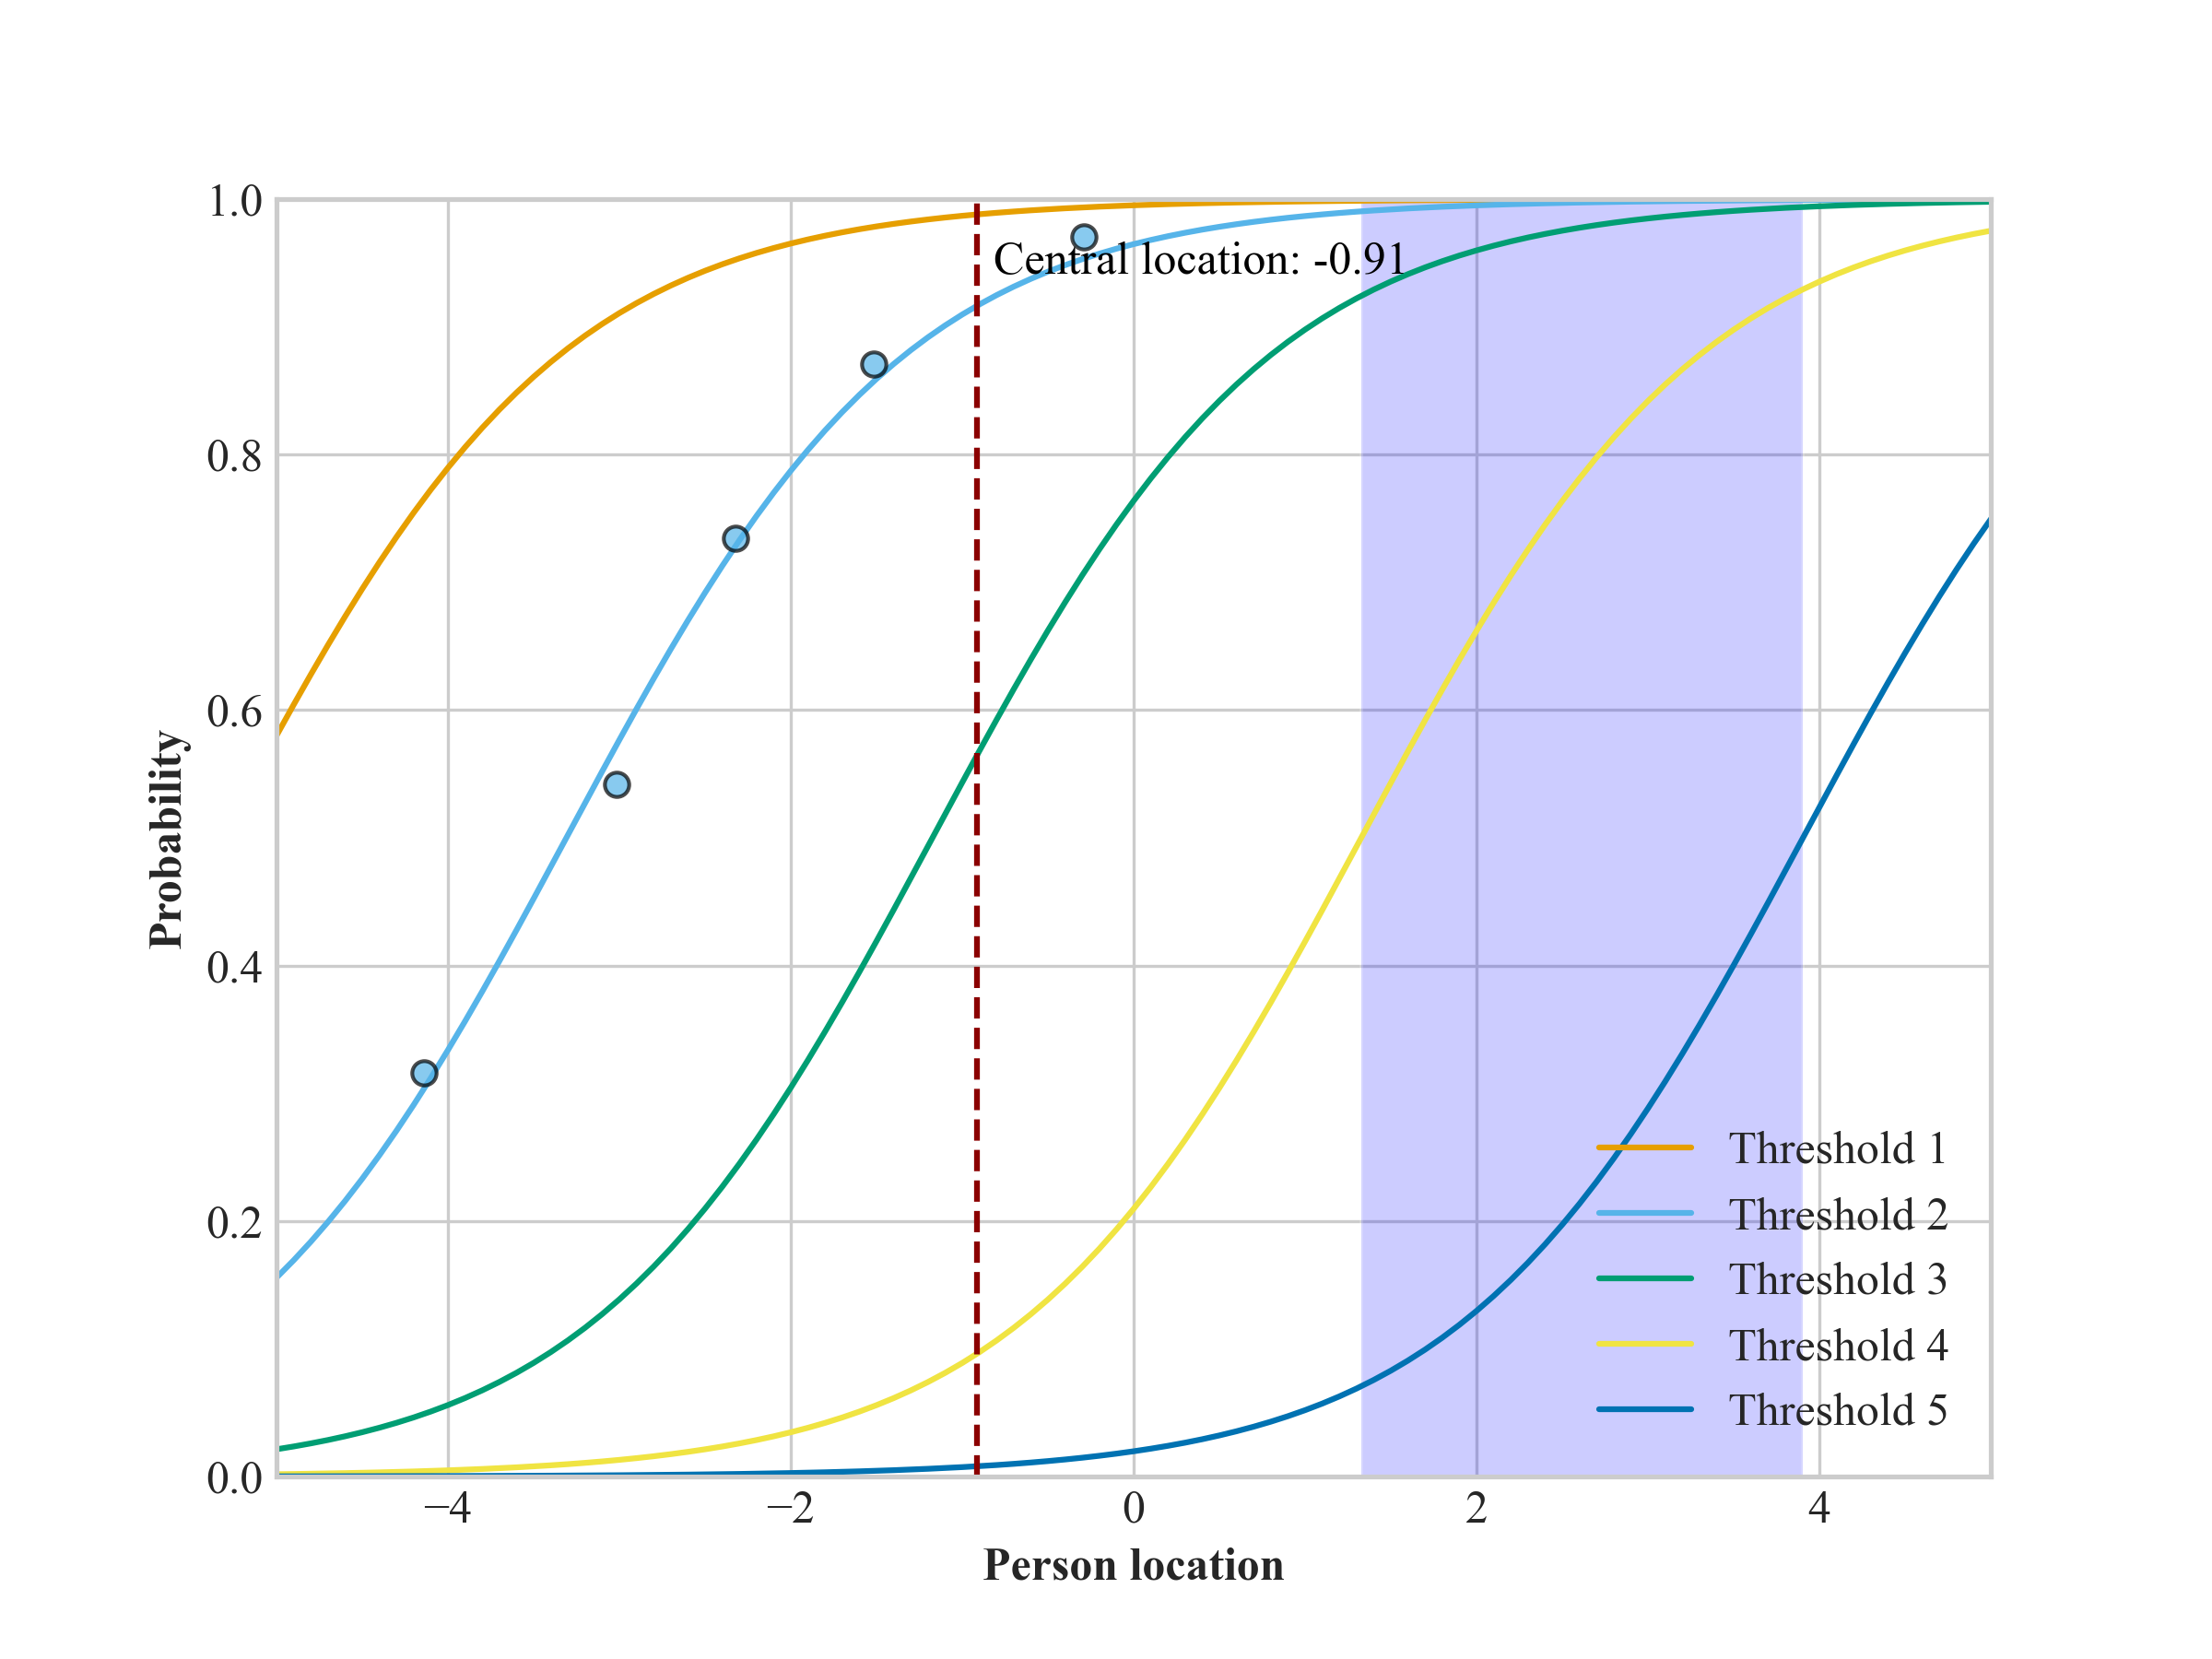 1.0
Central location: -0.91
0.8
0.6
0.4
0.2
0.0
Probability
Threshold 1
Threshold 2
Threshold 3
Threshold 4
Threshold 5
−4 −2 0 2 4
Person location